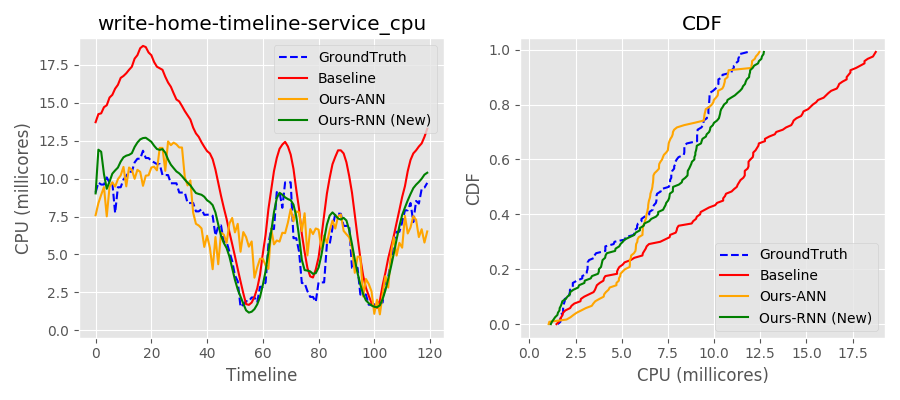 write-home-timeline-service_cpu
CPU (millicores)
17.5
15.0
12.5
10.0
7.5
5.0
2.5
0.0
GroundTruth
Baseline
Ours-ANN
Ours-RNN (New)
0 20 40 60 80 100 120
Timeline
CDF
CDF
1.0
0.8
0.6
0.4
0.2
0.0
GroundTruth
Baseline
Ours-ANN
Ours-RNN (New)
0.0 2.5 5.0 7.5 10.0 12.5 15.0 17.5
CPU (millicores)